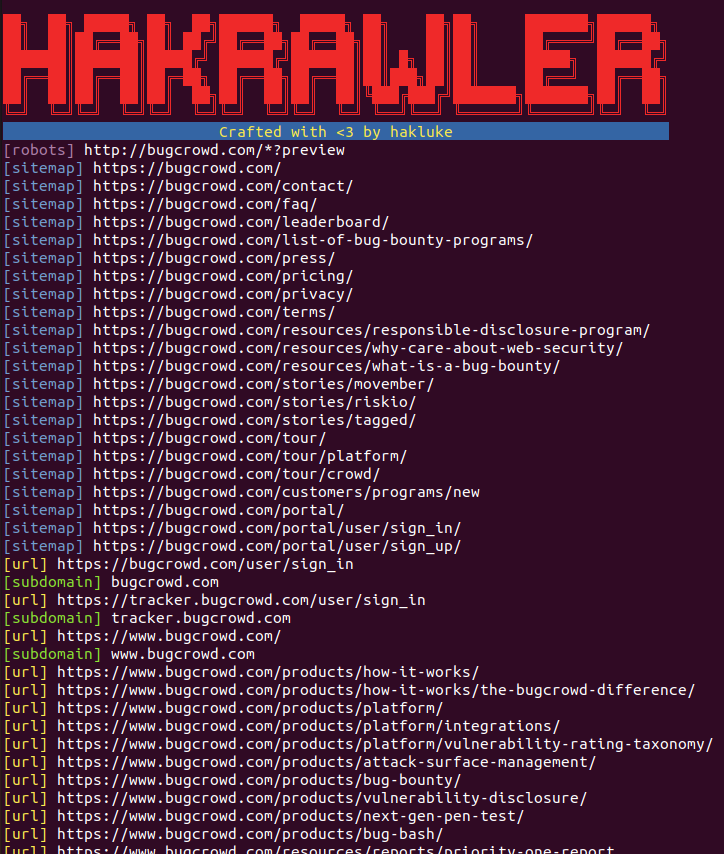 HAKRAWLER
Crafted with <3 by hakluke
[robots] http://bugcrowd.com/*?preview
[sitemap] https://bugcrowd.com/
[sitemap] https://bugcrowd.com/contact/
[sitemap] https://bugcrowd.com/faq/
[sitemap] https://bugcrowd.com/leaderboard/
[sitemap] https://bugcrowd.com/list-of-bug-bounty-programs/
[sitemap] https://bugcrowd.com/press/
[sitemap] https://bugcrowd.com/pricing/
[sitemap] https://bugcrowd.com/privacy/
[sitemap] https://bugcrowd.com/terms/
[sitemap] https://bugcrowd.com/resources/responsible-disclosure-program/
[sitemap] https://bugcrowd.com/resources/why-care-about-web-security/
[sitemap] https://bugcrowd.com/resources/what-is-a-bug-bounty/
[sitemap] https://bugcrowd.com/stories/movember/
[sitemap] https://bugcrowd.com/stories/riskio/
[sitemap] https://bugcrowd.com/stories/tagged/
[sitemap] https://bugcrowd.com/tour/
[sitemap] https://bugcrowd.com/tour/platform/
[sitemap] https://bugcrowd.com/tour/crowd/
[sitemap] https://bugcrowd.com/customers/programs/new
[sitemap] https://bugcrowd.com/portal/
[sitemap] https://bugcrowd.com/portal/user/sign_in/
[sitemap] https://bugcrowd.com/portal/user/sign_up/
[url] https://bugcrowd.com/user/sign_in
[subdomain] bugcrowd.com
[url] https://tracker.bugcrowd.com/user/sign_in
[subdomain] tracker.bugcrowd.com
[url] https://www.bugcrowd.com/
[subdomain] www.bugcrowd.com
[url] https://www.bugcrowd.com/products/how-it-works/
[url] https://www.bugcrowd.com/products/how-it-works/the-bugcrowd-difference/
[url] https://www.bugcrowd.com/products/platform/
[url] https://www.bugcrowd.com/products/platform/integrations/
[url] https://www.bugcrowd.com/products/platform/vulnerability-rating-taxonomy/
[url] https://www.bugcrowd.com/products/attack-surface-management/
[url] https://www.bugcrowd.com/products/bug-bounty/
[url] https://www.bugcrowd.com/products/vulnerability-disclosure/
[url] https://www.bugcrowd.com/products/next-gen-pen-test/
[url] https://www.bugcrowd.com/products/bug-bash/
[url] https://www.bugcrowd.com/resources/reports/priority-one-report